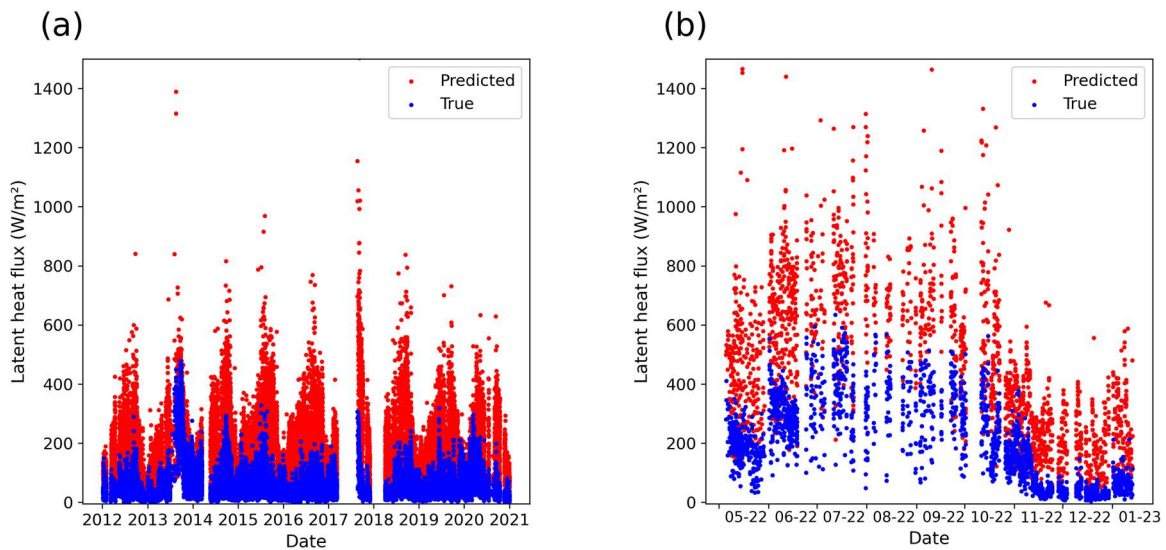 (a)
Predicted
True
1400
1200
1000
800
600
400
200
0
Latent heat flux (W/m²)
2012 2013 2014 2015 2016 2017 2018 2019 2020 2021
Date
(b)
Predicted
True
1400
1200
1000
800
600
400
200
0
Latent heat flux (W/m²)
05-22 06-22 07-22 08-22 09-22 10-22 11-22 12-22 01-23
Date